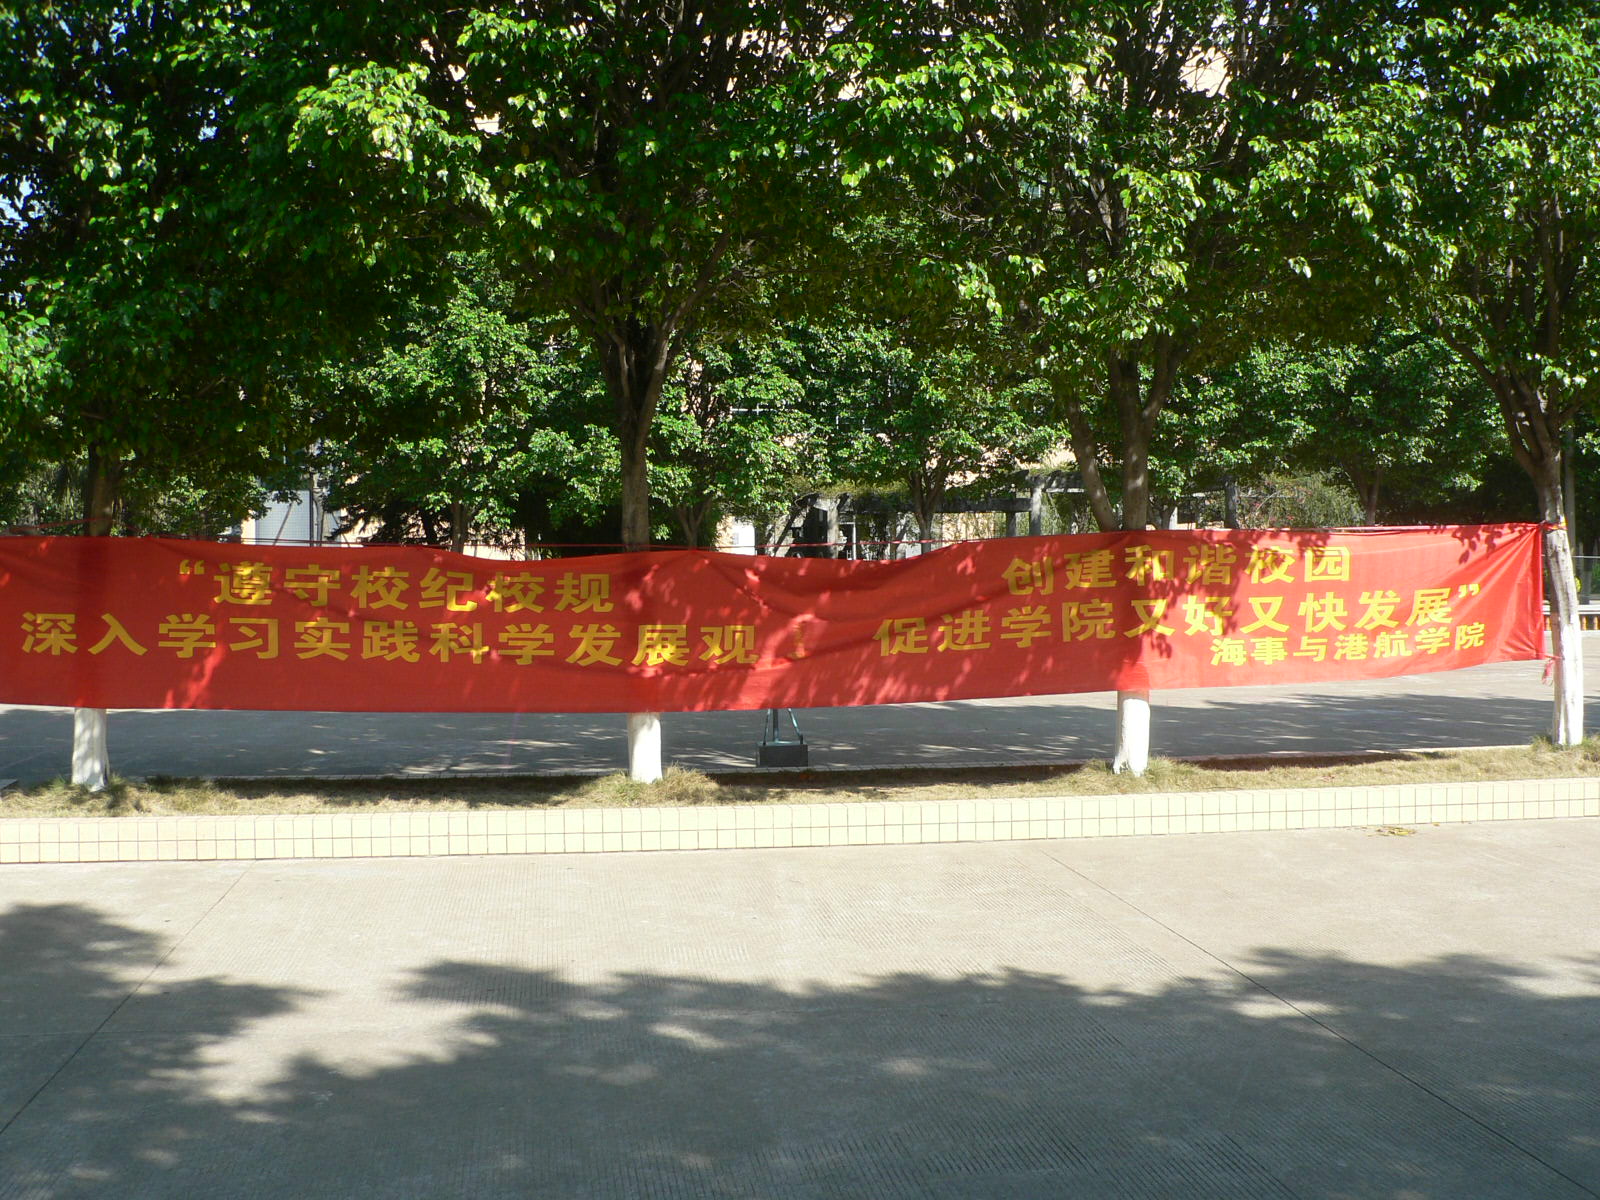 “遵守校纪校规 创建和谐校园
深入学习实践科学发展观！ 促进学院又好又快发展”
海事与港航学院